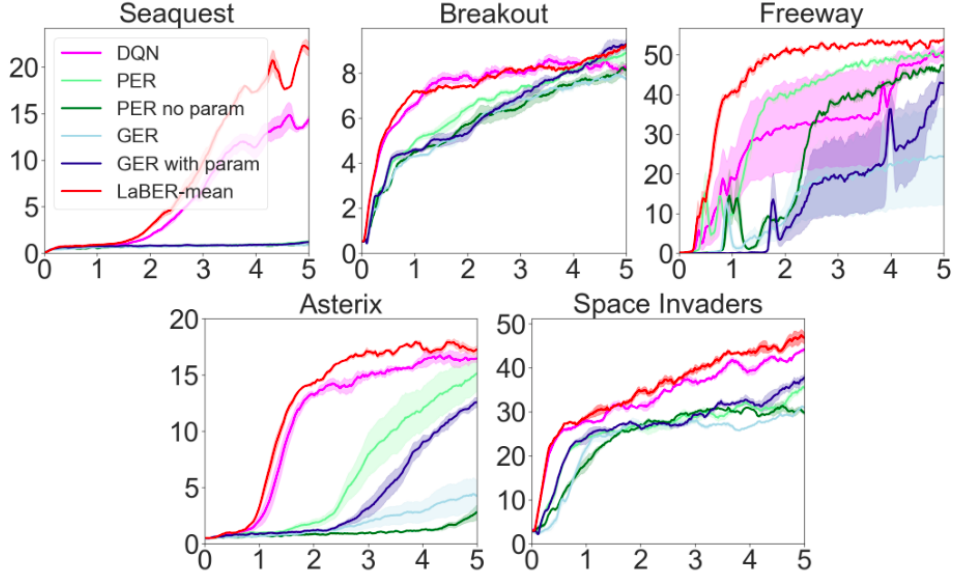 Seaquest
20
15
10
5
0
0 1 2 3 4 5
DQN
PER
PER no param
GER
GER with param
LaBER-mean
Breakout
8
6
4
2
0
0 1 2 3 4 5
Freeway
50
40
30
20
10
0
0 1 2 3 4 5
Asterix
20
15
10
5
0
0 1 2 3 4 5
Space Invaders
50
40
30
20
10
0
0 1 2 3 4 5